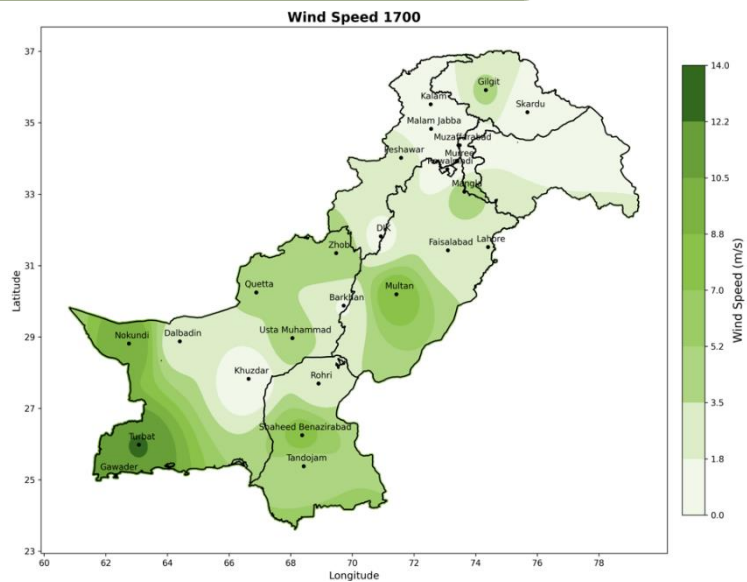 Wind Speed 1700
37
35
33
31
29
27
25
23
Latitude
60
62
64
66
68
70
72
74
76
78
Longitude
Gilgit
Kalam
Skardu
Malam Jabba
Muzaffarabad
Peshawar
Murree
Rawalpindi
Mangla
DIK
Zhob
Faisalabad
Lahore
Quetta
Multan
Barkhan
Nokundi
Dalbadin
Usta Muhammad
Khuzdar
Rohri
Shaheed Benazirabad
Turbat
Tandojam
Gawader
14.0
12.2
10.5
8.8
7.0
5.2
3.5
1.8
0.0
Wind Speed (m/s)